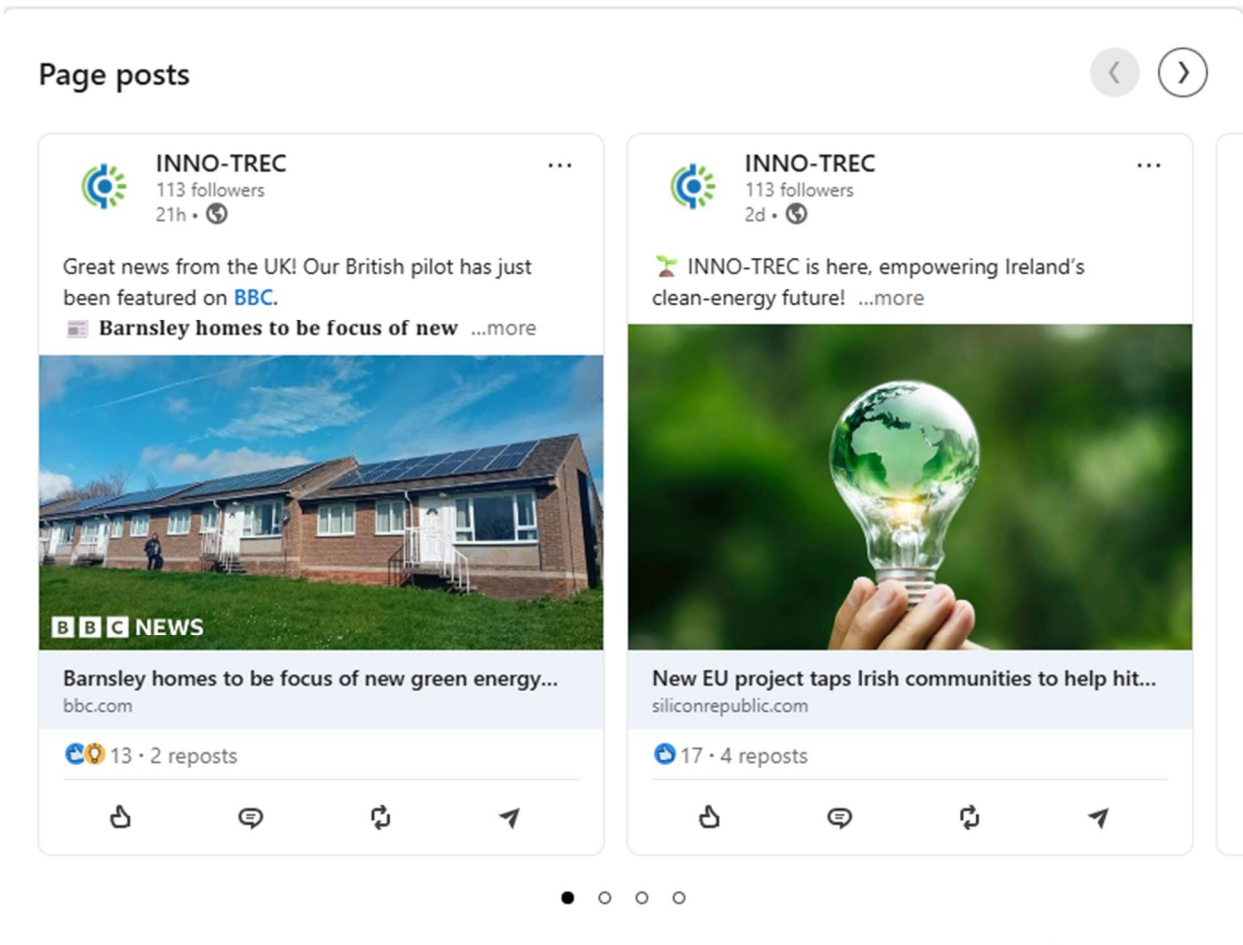 Page posts
INNO-TREC
113 followers
21h •
Great news from the UK! Our British pilot has just
been featured on BBC.
Barnsley homes to be focus of new ...more
BBC NEWS
Barnsley homes to be focus of new green energy...
bbc.com
13 · 2 reposts
INNO-TREC
113 followers
2d •
🌱 INNO-TREC is here, empowering Ireland's
clean-energy future! ...more
New EU project taps Irish communities to help hit...
siliconrepublic.com
17 · 4 reposts